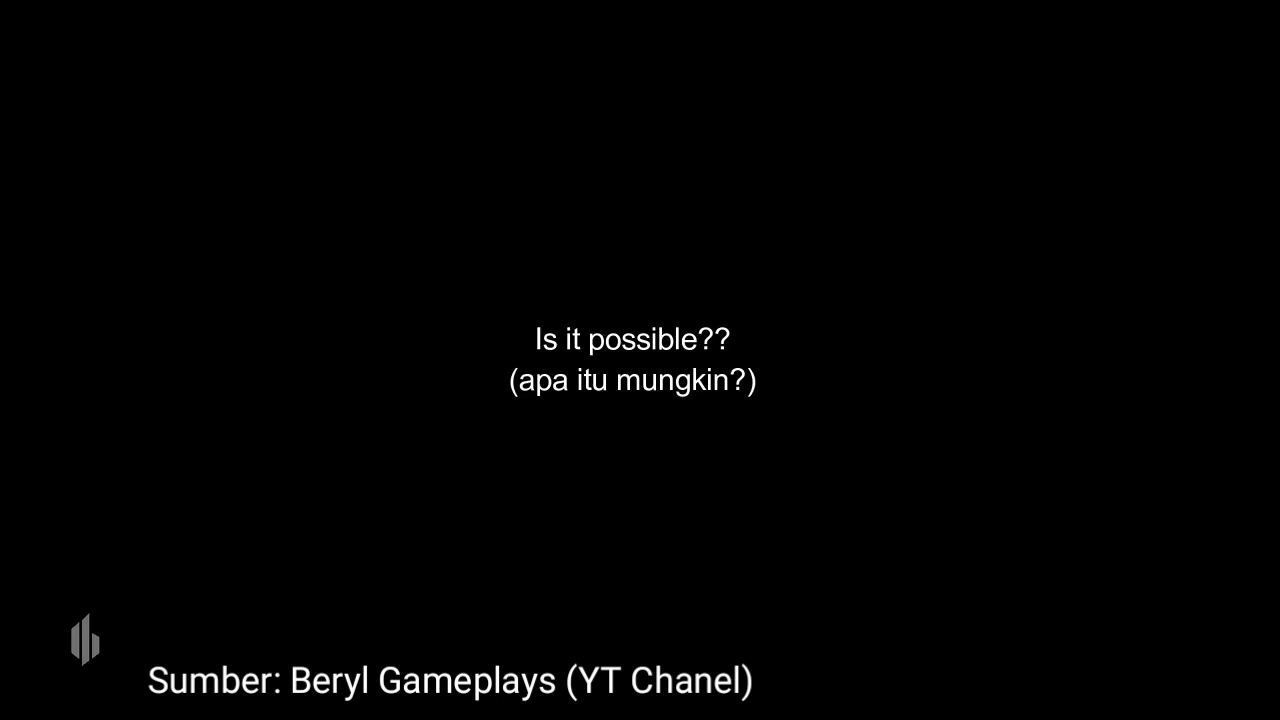 Is it possible??
(apa itu mungkin?)
Sumber: Beryl Gameplays (YT Chanel)